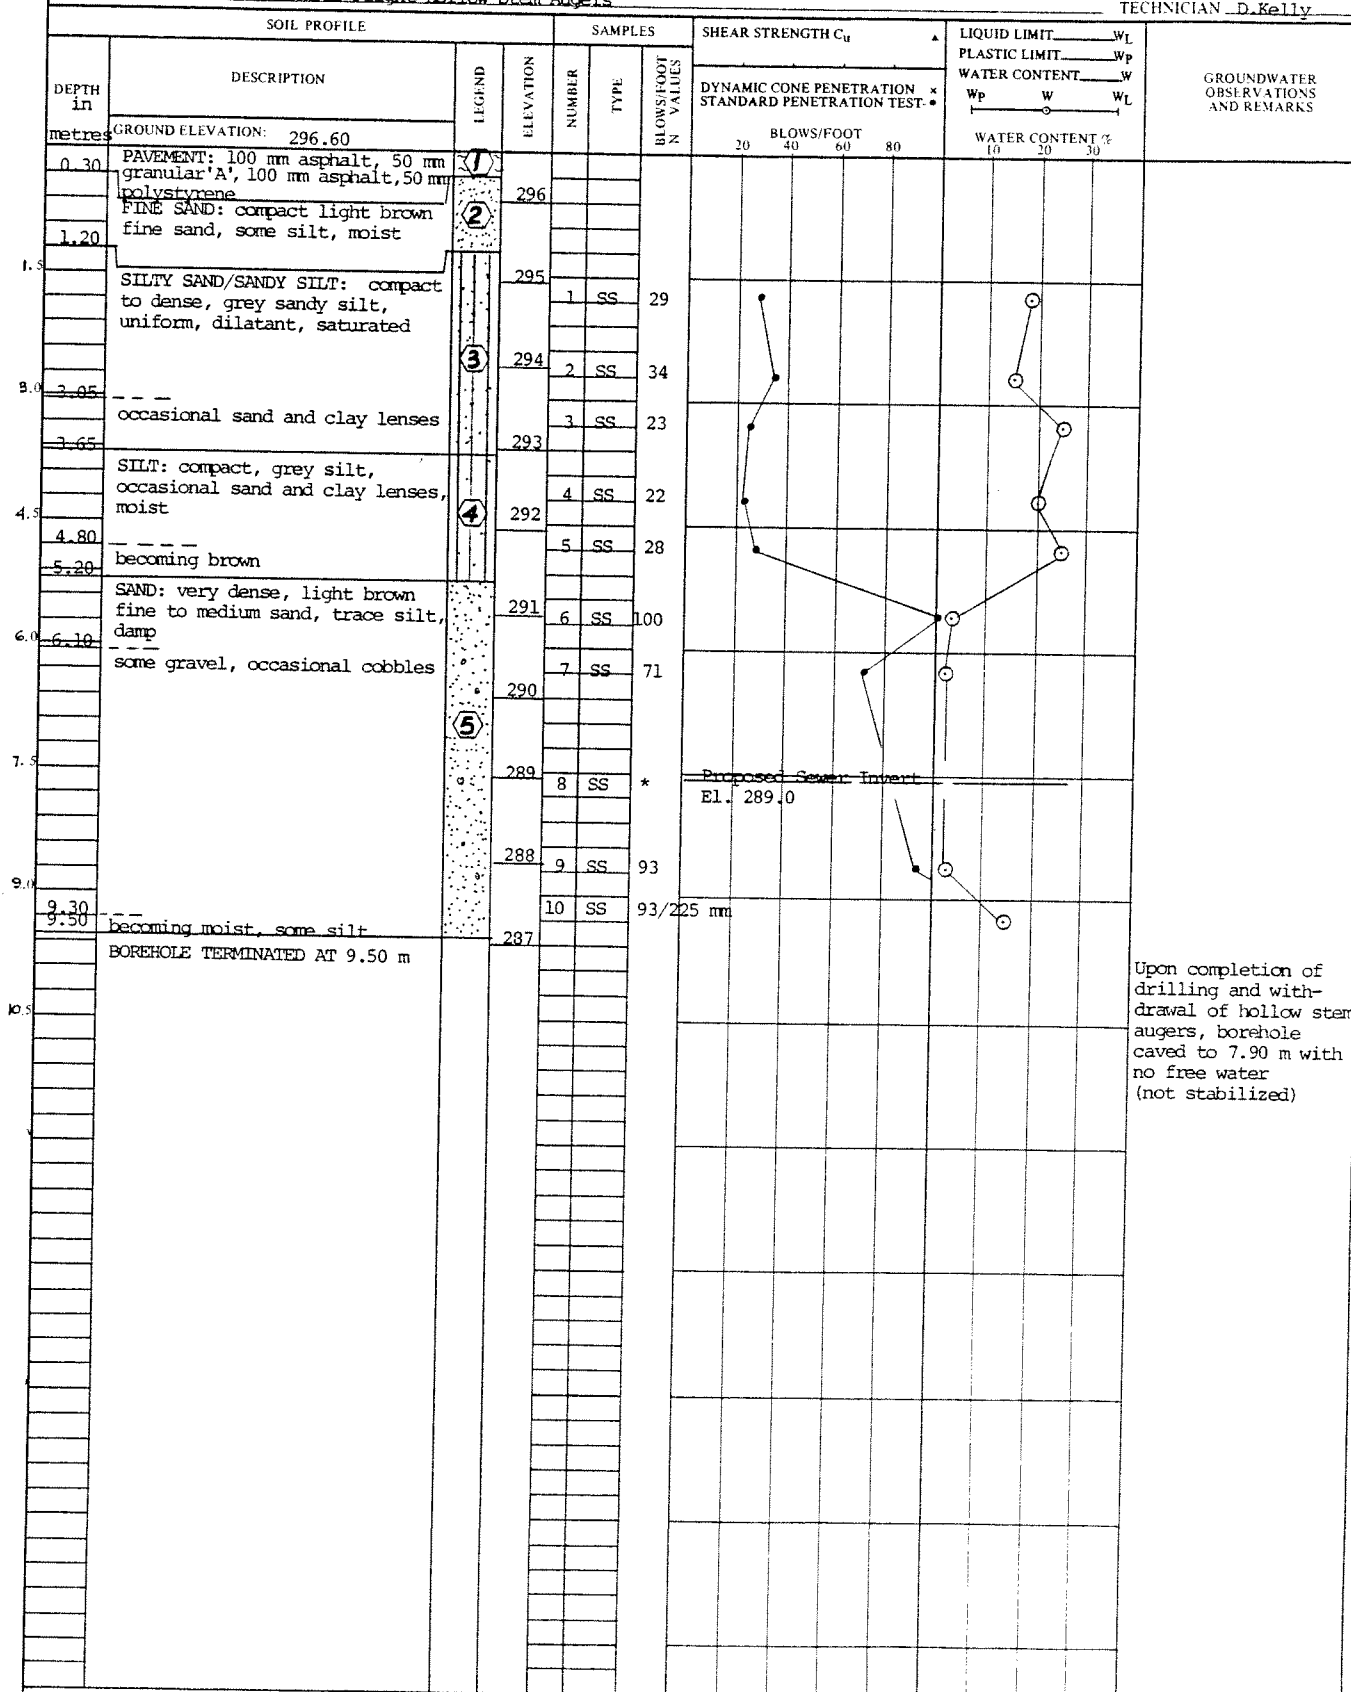 Hollow Stem Augers
TECHNICIAN D.Kelly
SOIL PROFILE
SAMPLES
SHEAR STRENGTH Cu ▲
LIQUID LIMIT WL
PLASTIC LIMIT WP
WATER CONTENT W
WP W WL
WATER CONTENT %
10 20 30
GROUNDWATER
OBSERVATIONS
AND REMARKS
DEPTH
in
metres
DESCRIPTION
LEGEND
ELEVATION
NUMBER
TYPE
BLOWS/FOOT
N VALUES
DYNAMIC CONE PENETRATION ×
STANDARD PENETRATION TEST- •
BLOWS/FOOT
20 40 60 80
GROUND ELEVATION: 296.60
0.30
PAVEMENT: 100 mm asphalt, 50 mm
granular'A', 100 mm asphalt,50 mm
polystyrene
1
296
FINE SAND: compact light brown
fine sand, some silt, moist
2
1.20
1.5
SILTY SAND/SANDY SILT: compact
to dense, grey sandy silt,
uniform, dilatant, saturated
295
1 SS 29
3
294
2 SS 34
3.0
3.05
occasional sand and clay lenses
3 SS 23
3.65
293
SILT: compact, grey silt,
occasional sand and clay lenses,
moist
4 SS 22
4.5
4
292
4.80
becoming brown
5 SS 28
5.20
SAND: very dense, light brown
fine to medium sand, trace silt,
damp
291
6 SS 100
6.0
6.10
some gravel, occasional cobbles
7 SS 71
290
5
7.5
289
8 SS *
Proposed Sewer Invert
El. 289.0
288
9 SS 93
9.0
9.30
10 SS 93/225 mm
9.50
becoming moist, some silt
287
BOREHOLE TERMINATED AT 9.50 m
10.5
Upon completion of
drilling and with-
drawal of hollow stem
augers, borehole
caved to 7.90 m with
no free water
(not stabilized)